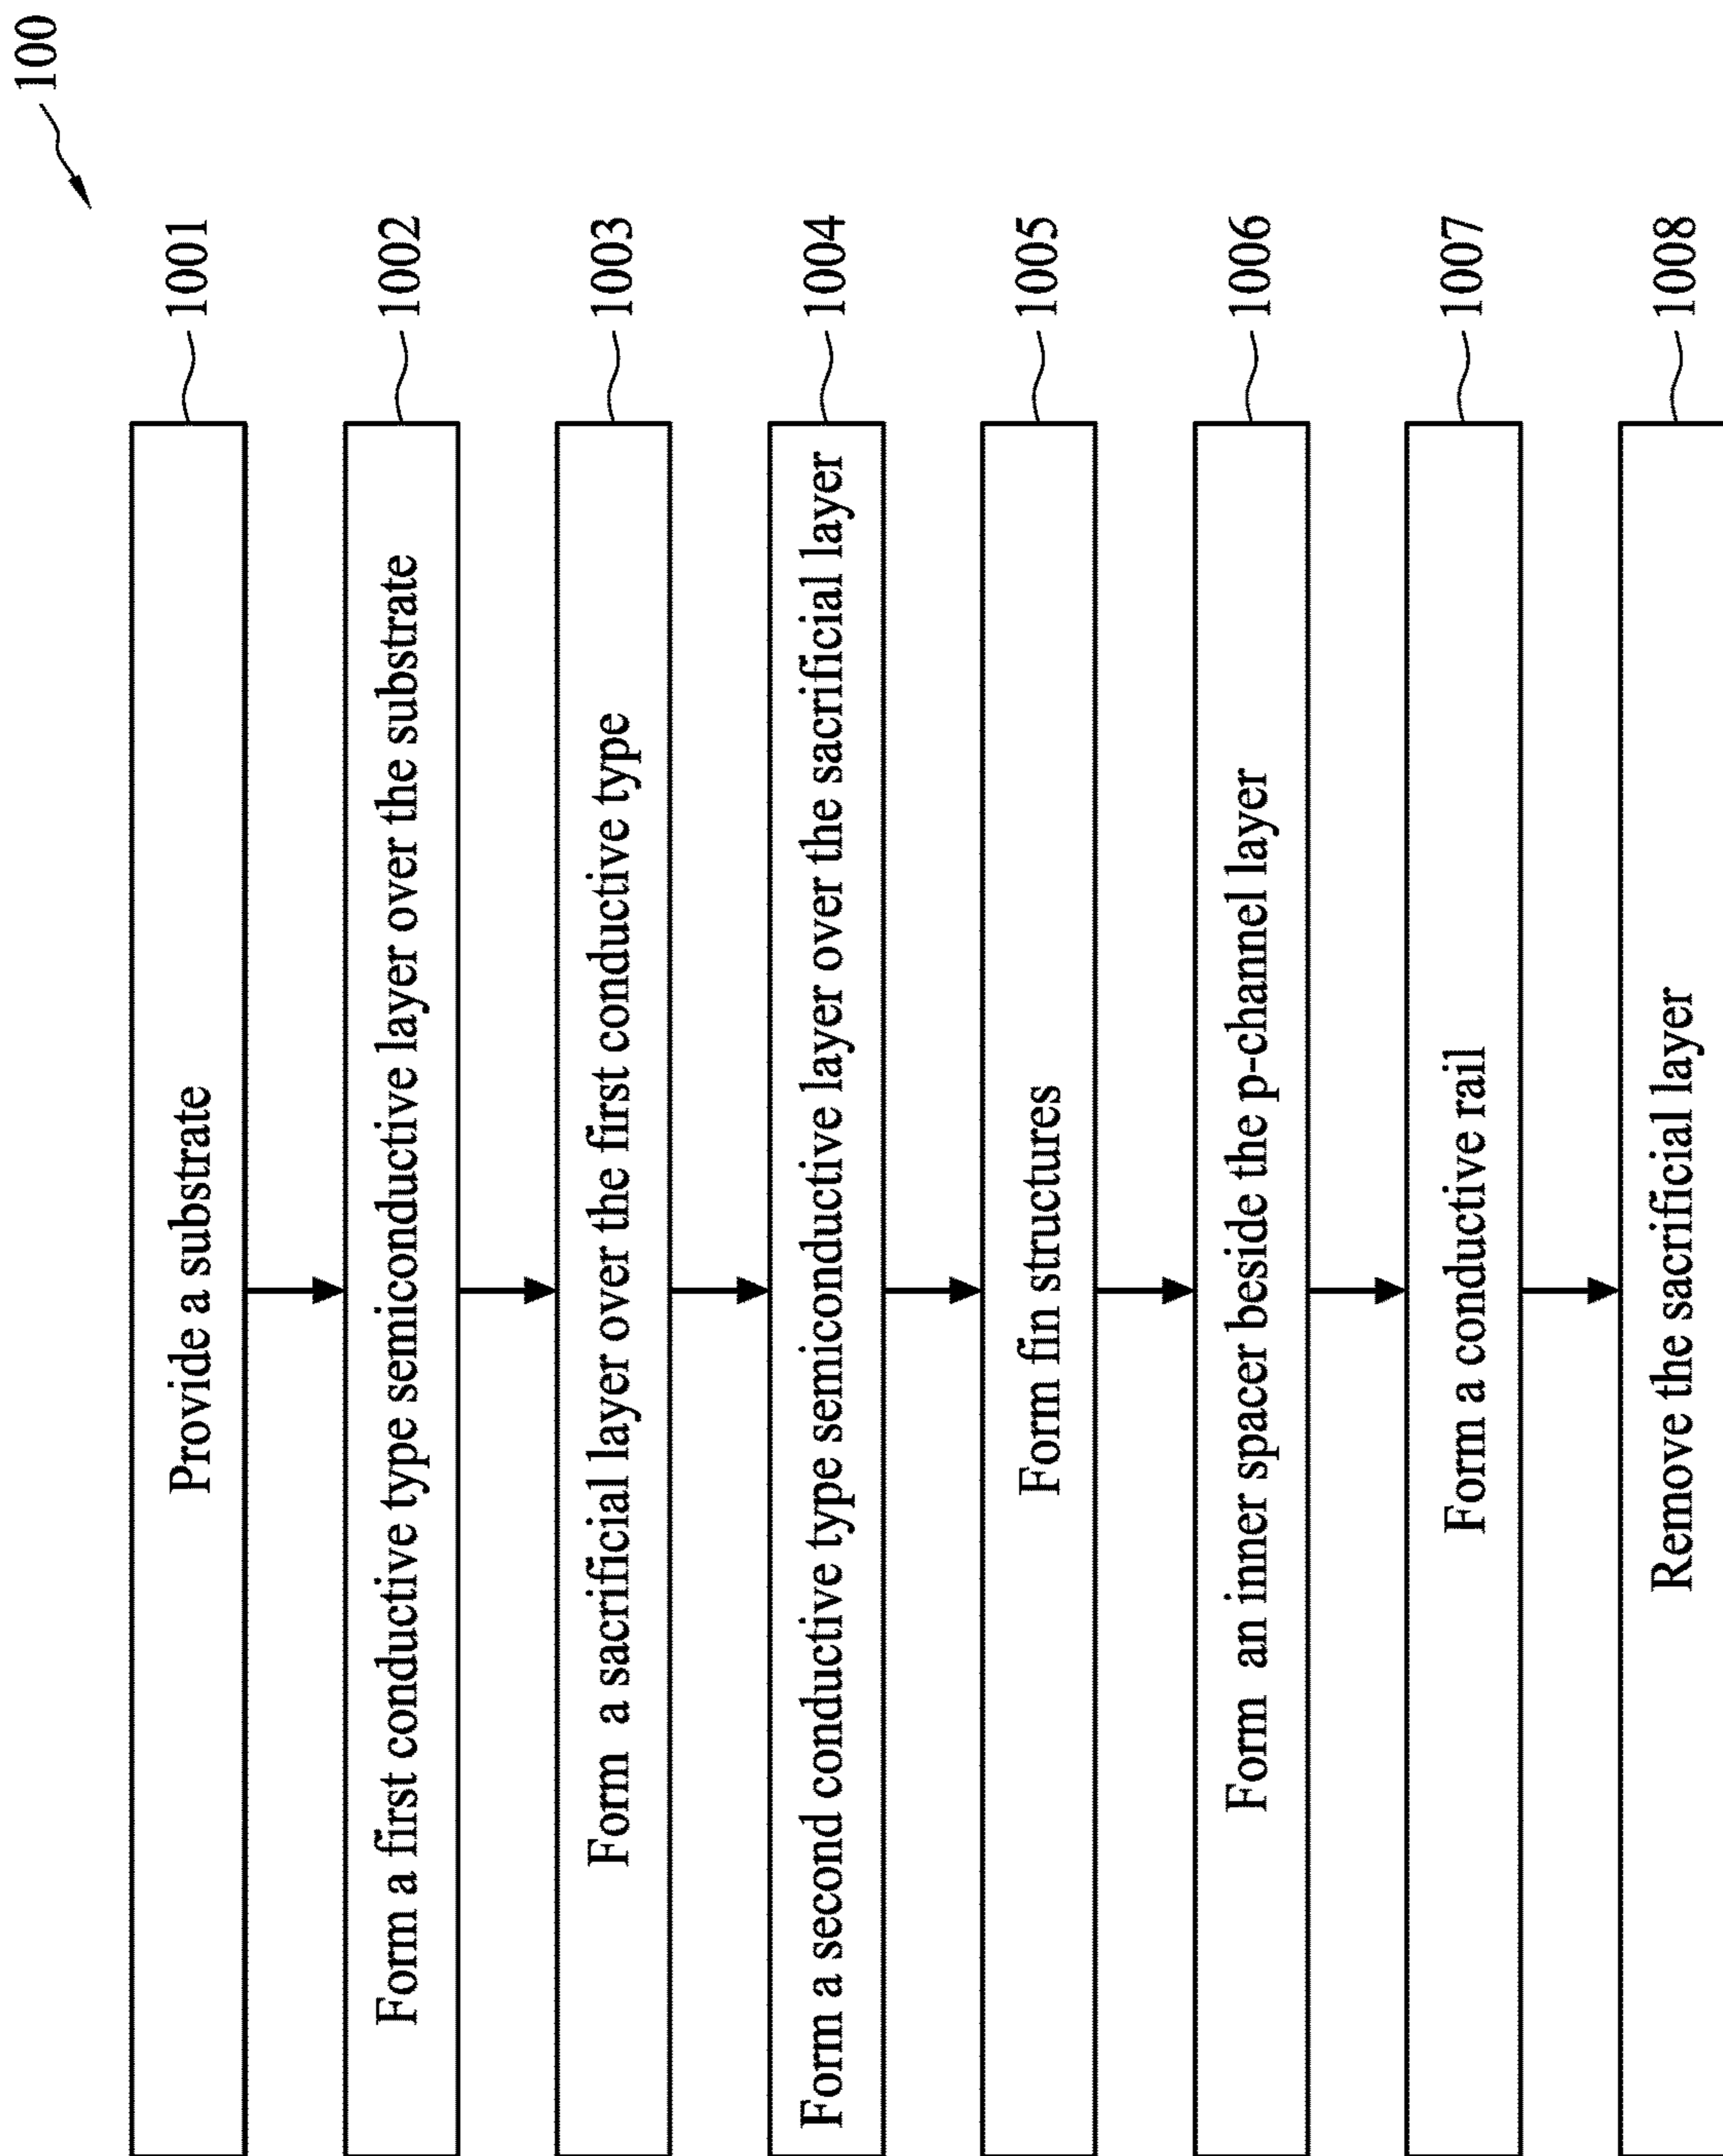 100
Provide a substrate
1001
Form a first conductive type semiconductive layer over the substrate
1002
Form a sacrificial layer over the first conductive type
1003
Form a second conductive type semiconductive layer over the sacrificial layer
1004
Form fin structures
1005
Form an inner spacer beside the p-channel layer
1006
Form a conductive rail
1007
Remove the sacrificial layer
1008